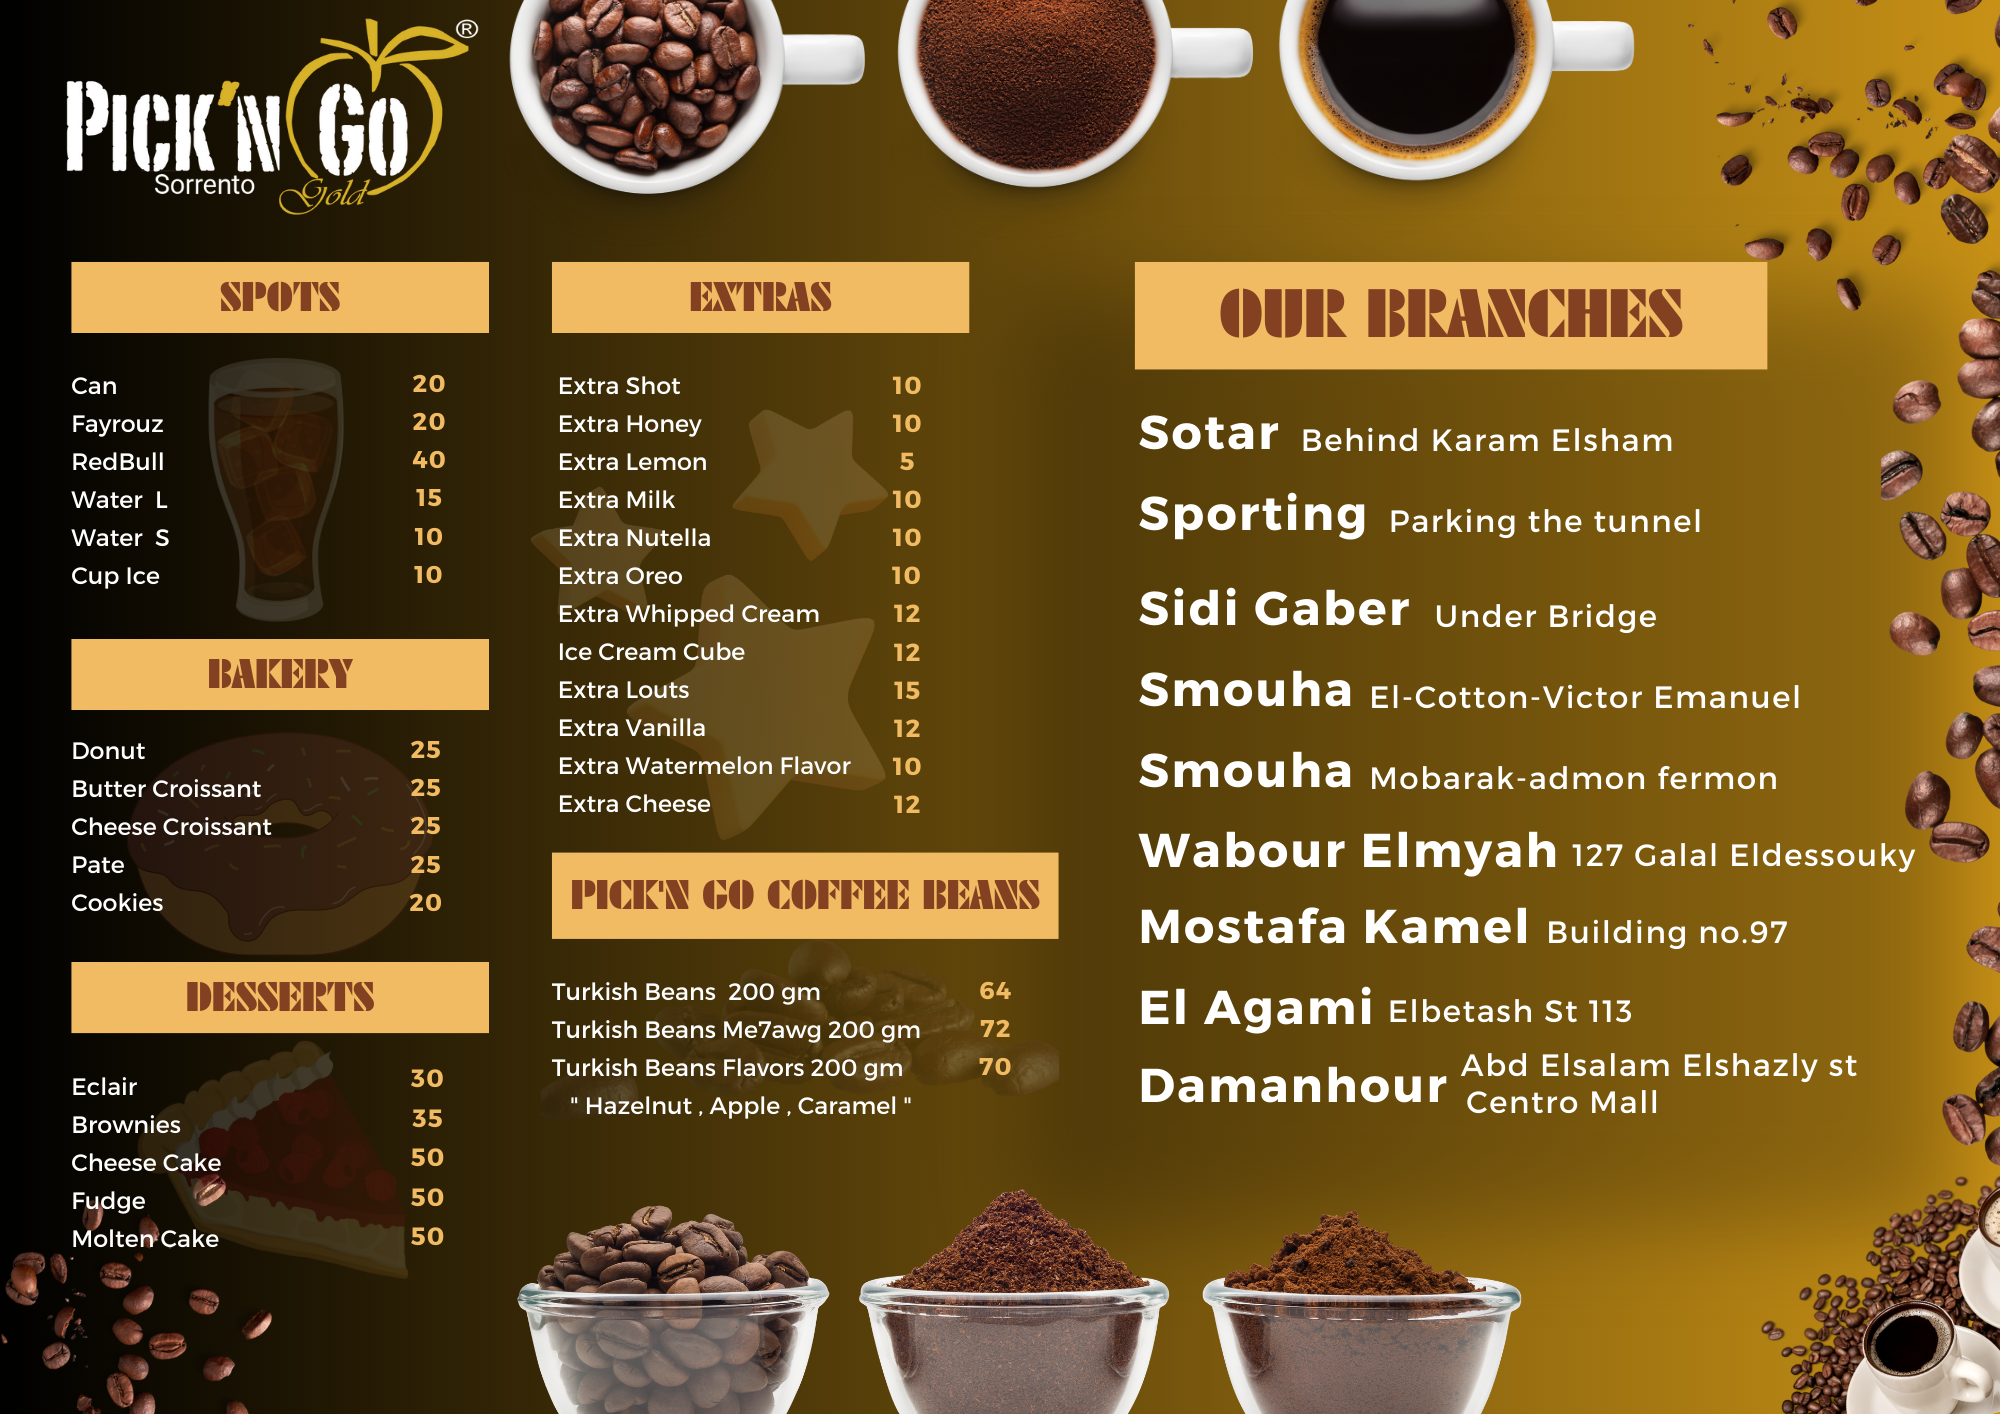 PICK'N GO
®
Sorrento
Gold
SPOTS
Can 20
Fayrouz 20
RedBull 40
Water L 15
Water S 10
Cup Ice 10
BAKERY
Donut 25
Butter Croissant 25
Cheese Croissant 25
Pate 25
Cookies 20
DESSERTS
Eclair 30
Brownies 35
Cheese Cake 50
Fudge 50
Molten Cake 50
EXTRAS
Extra Shot 10
Extra Honey 10
Extra Lemon 5
Extra Milk 10
Extra Nutella 10
Extra Oreo 10
Extra Whipped Cream 12
Ice Cream Cube 12
Extra Louts 15
Extra Vanilla 12
Extra Watermelon Flavor 10
Extra Cheese 12
PICK'N GO COFFEE BEANS
Turkish Beans 200 gm 64
Turkish Beans Me7awg 200 gm 72
Turkish Beans Flavors 200 gm 70
" Hazelnut , Apple , Caramel "
OUR BRANCHES
Sotar Behind Karam Elsham
Sporting Parking the tunnel
Sidi Gaber Under Bridge
Smouha El-Cotton-Victor Emanuel
Smouha Mobarak-admon fermon
Wabour Elmyah 127 Galal Eldessouky
Mostafa Kamel Building no.97
El Agami Elbetash St 113
Damanhour Abd Elsalam Elshazly st
Centro Mall